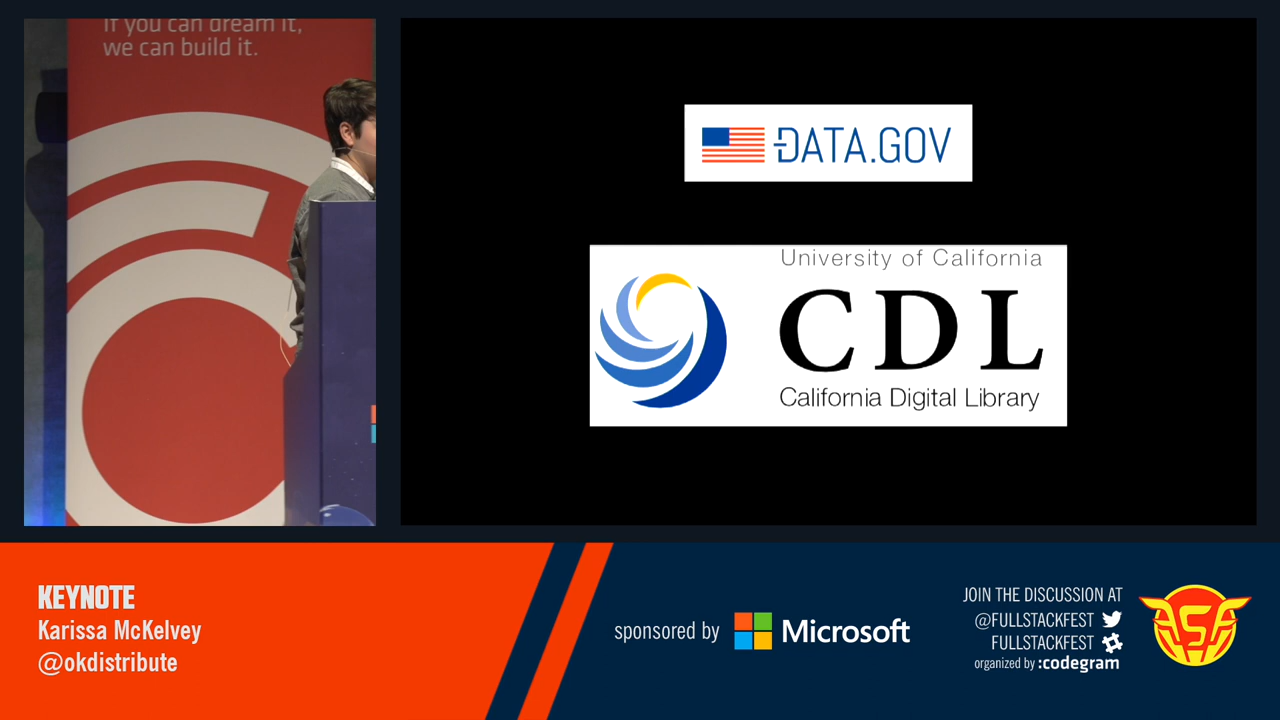 If you can dream it,
we can build it.
DATA.GOV
University of California
CDL
California Digital Library
KEYNOTE
Karissa McKelvey
@okdistribute
sponsored by Microsoft
JOIN THE DISCUSSION AT
@FULLSTACKFEST
FULLSTACKFEST
organized by :codegram
FSF